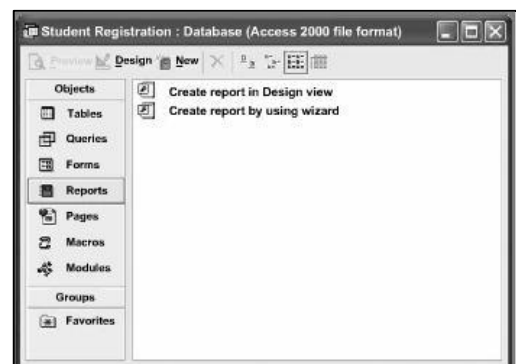 Student Registration : Database (Access 2000 file format)
Preview Design New
Objects
Tables
Queries
Forms
Reports
Pages
Macros
Modules
Groups
Favorites
Create report in Design view
Create report by using wizard